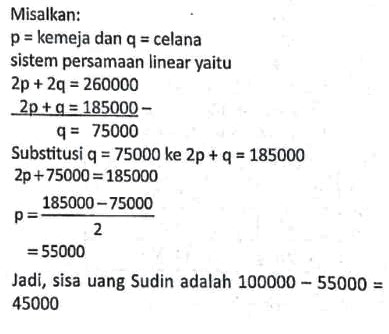 Misalkan:
p = kemeja dan q = celana
sistem persamaan linear yaitu
2p + 2q = 260000
2p + q = 185000 –
q = 75000
Substitusi q = 75000 ke 2p + q = 185000
2p+75000 = 185000
p = \frac{185000 – 75000}{2}
= 55000
Jadi, sisa uang Sudin adalah 100000 – 55000 =
45000